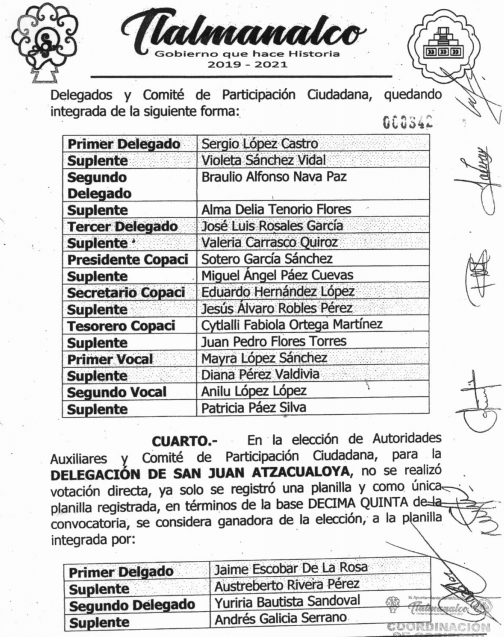 Tlalmanalco
Gobierno que hace Historia
2019 - 2021
Delegados y Comité de Participación Ciudadana, quedando
integrada de la siguiente forma:
000342
Primer Delegado Sergio López Castro
Suplente Violeta Sánchez Vidal
Segundo Braulio Alfonso Nava Paz
Delegado
Suplente Alma Delia Tenorio Flores
Tercer Delegado José Luis Rosales García
Suplente Valeria Carrasco Quiroz
Presidente Copaci Sotero García Sánchez
Suplente Miguel Ángel Páez Cuevas
Secretario Copaci Eduardo Hernández López
Suplente Jesús Álvaro Robles Pérez
Tesorero Copaci Cytlalli Fabiola Ortega Martínez
Suplente Juan Pedro Flores Torres
Primer Vocal Mayra López Sánchez
Suplente Diana Pérez Valdivia
Segundo Vocal Anilu López López
Suplente Patricia Páez Silva
CUARTO.- En la elección de Autoridades
Auxiliares y Comité de Participación Ciudadana, para la
DELEGACIÓN DE SAN JUAN ATZACUALOYA, no se realizó
votación directa, ya solo se registró una planilla y como única
planilla registrada, en términos de la base DECIMA QUINTA de la
convocatoria, se considera ganadora de la elección, a la planilla
integrada por:
Primer Delgado Jaime Escobar De La Rosa
Suplente Austreberto Rivera Pérez
Segundo Delegado Yuriria Bautista Sandoval
Suplente Andrés Galicia Serrano
Tlalmanalco
COORDINACIÓN